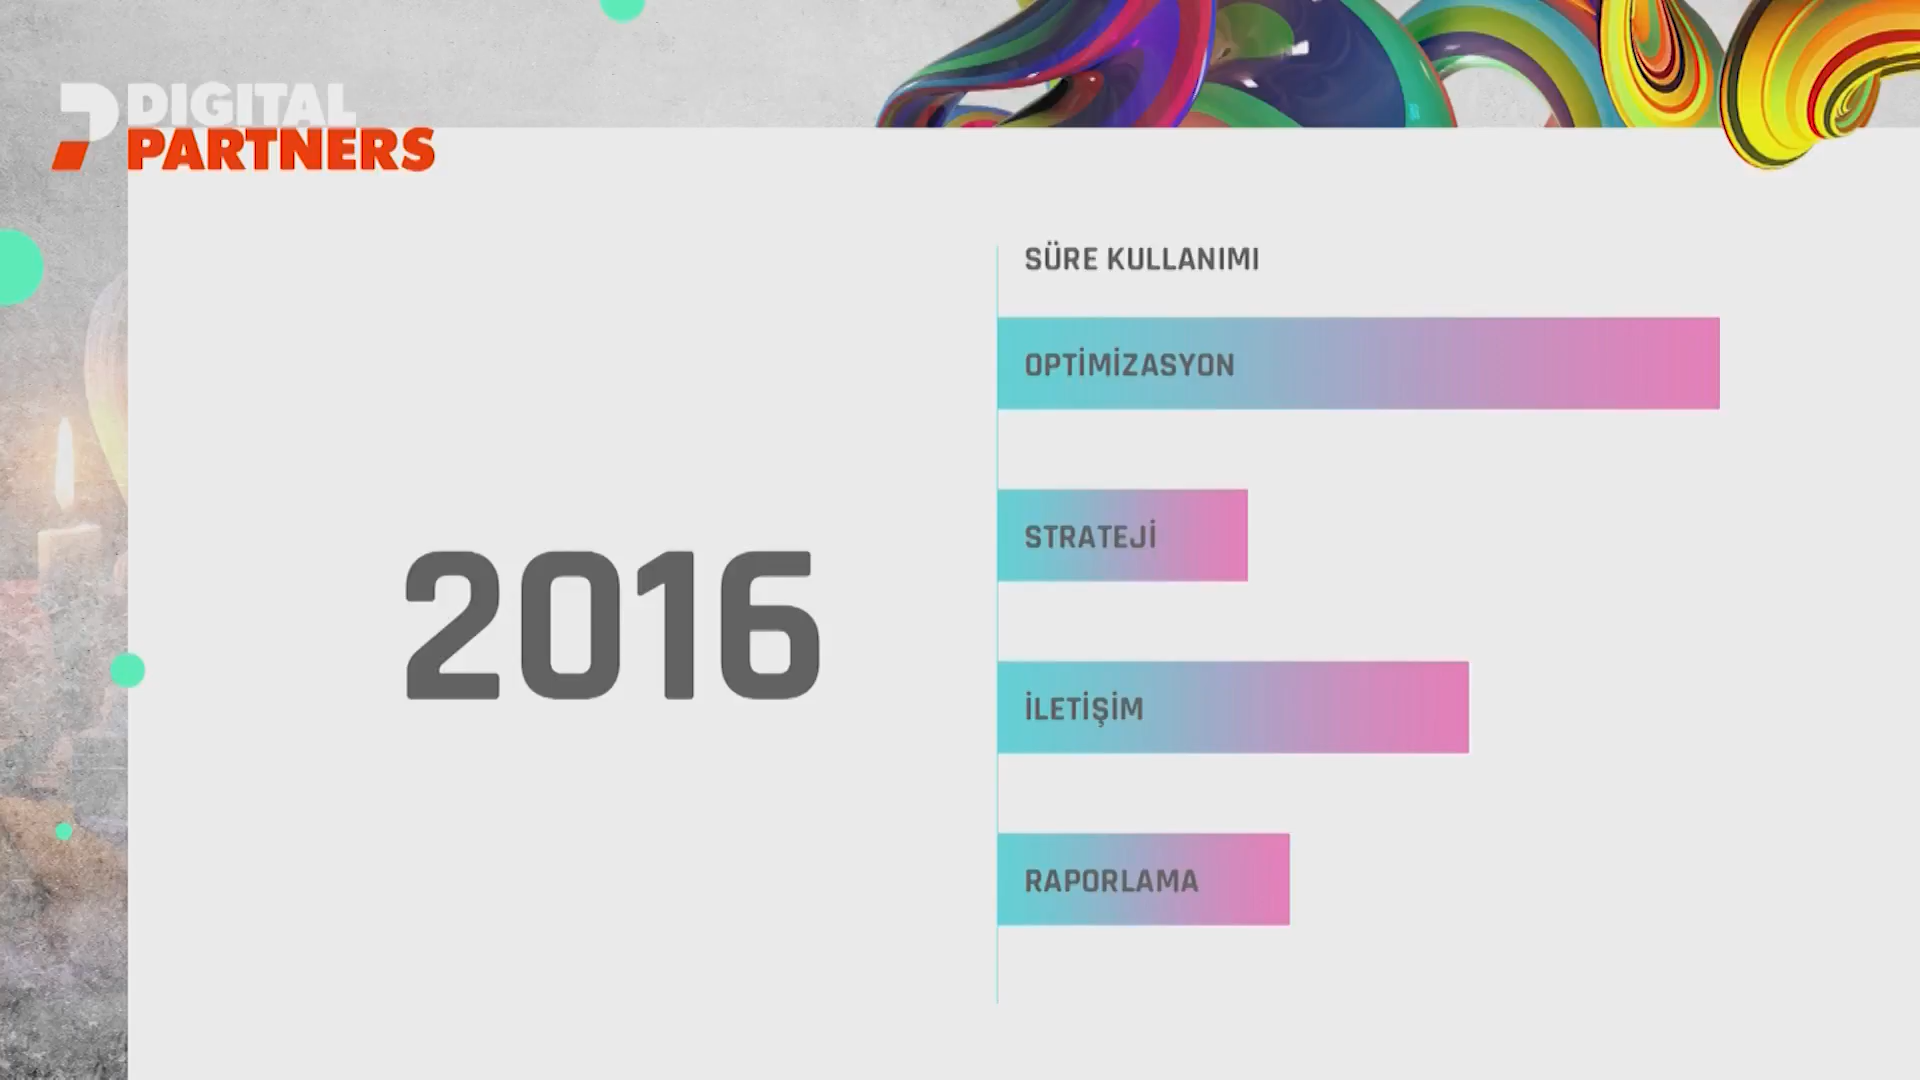 DIGITAL
PARTNERS
SÜRE KULLANIMI
OPTİMİZASYON
STRATEJİ
2016
İLETİŞİM
RAPORLAMA